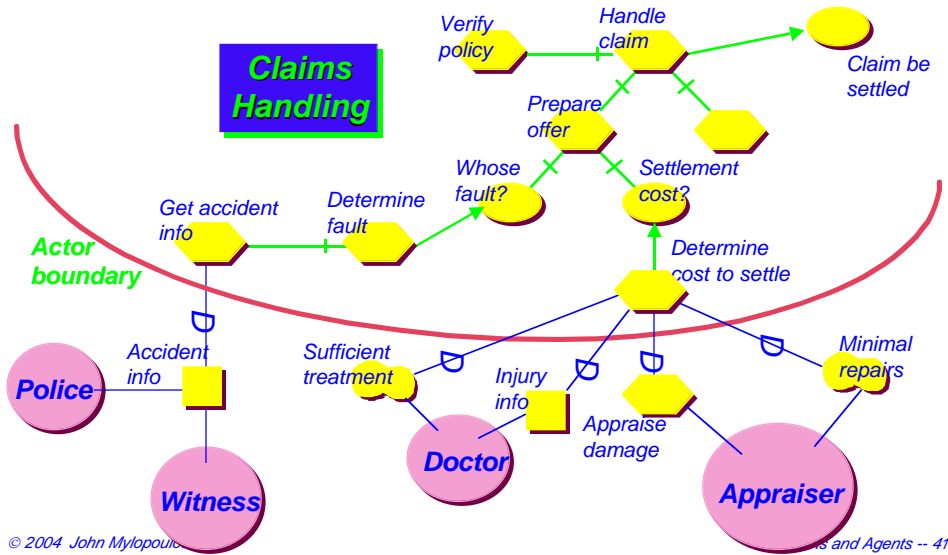 Verify
policy
Handle
claim
Claims
Handling
Claim be
settled
Prepare
offer
Whose
fault?
Settlement
cost?
Get accident
info
Determine
fault
Actor
boundary
Determine
cost to settle
D
D
D
D
D
Accident
info
Police
Sufficient
treatment
Injury
info
Appraise
damage
Minimal
repairs
Witness
Doctor
Appraiser
© 2004 John
and Agents -- 41